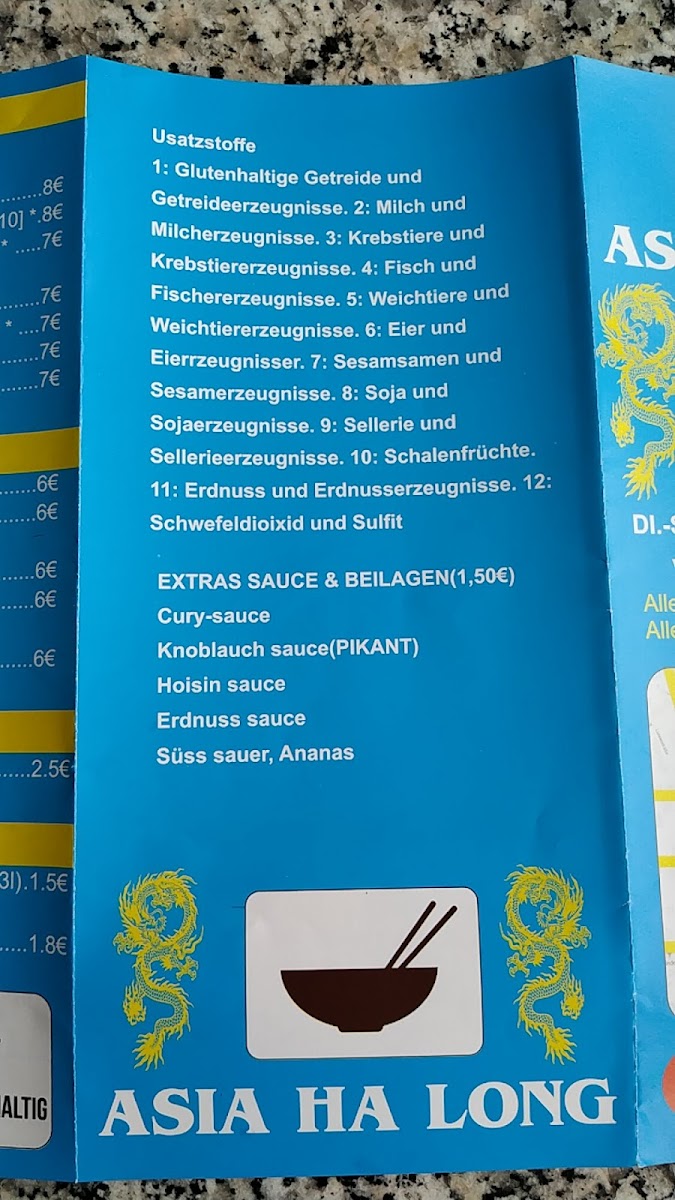 .......8€
10] *.8€
* .....7€
........7€
* ....7€
.......7€
.......7€
.......6€
.......6€
......6€
......6€
......6€
......2.5€
3l).1.5€
.....1.8€
ALTIG
Usatzstoffe
1: Glutenhaltige Getreide und
Getreideerzeugnisse. 2: Milch und
Milcherzeugnisse. 3: Krebstiere und
Krebstiererzeugnisse. 4: Fisch und
Fischererzeugnisse. 5: Weichtiere und
Weichtiererzeugnisse. 6: Eier und
Eierrzeugnisser. 7: Sesamsamen und
Sesamerzeugnisse. 8: Soja und
Sojaerzeugnisse. 9: Sellerie und
Sellerieerzeugnisse. 10: Schalenfrüchte.
11: Erdnuss und Erdnusserzeugnisse. 12:
Schwefeldioixid und Sulfit
EXTRAS SAUCE & BEILAGEN(1,50€)
Cury-sauce
Knoblauch sauce(PIKANT)
Hoisin sauce
Erdnuss sauce
Süss sauer, Ananas
ASIA HA LONG
AS
DI.-S
Alle
Alle